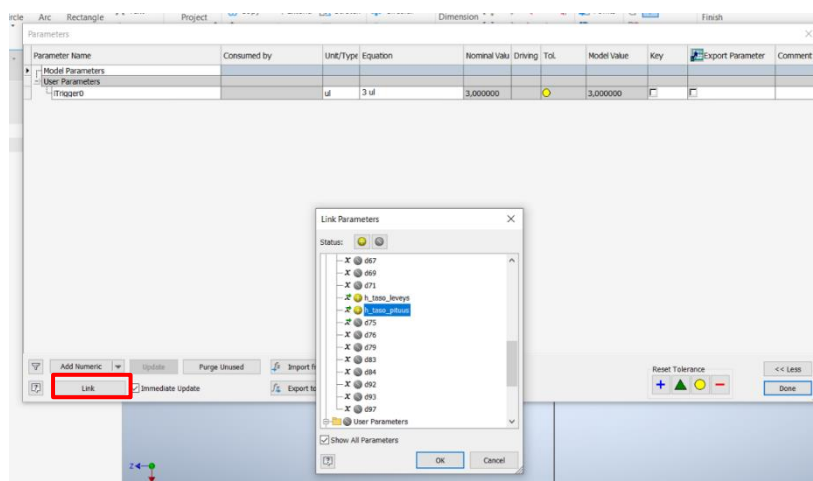 Arc Rectangle Project Dimension Finish
Parameters
Parameter Name Consumed by Unit/Type Equation Nominal Valu Driving Tol. Model Value Key Export Parameter Comment
Model Parameters
User Parameters
iTrigger0 ul 3 ul 3,000000 3,000000
Link Parameters
Status:
d67
d69
d71
h_taso_leveys
h_taso_pituus
d75
d76
d79
d83
d84
d92
d93
d97
User Parameters
Show All Parameters
OK Cancel
Add Numeric Update Purge Unused Import Reset Tolerance << Less
Link Immediate Update Export to Done
z